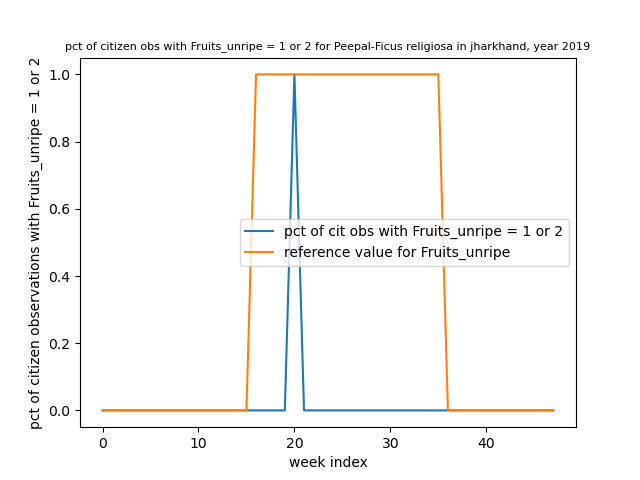 pct of citizen obs with Fruits_unripe = 1 or 2 for Peepal-Ficus religiosa in jharkhand, year 2019
pct of citizen observations with Fruits_unripe = 1 or 2
1.0
0.8
0.6
0.4
0.2
0.0
pct of cit obs with Fruits_unripe = 1 or 2
reference value for Fruits_unripe
0 10 20 30 40
week index